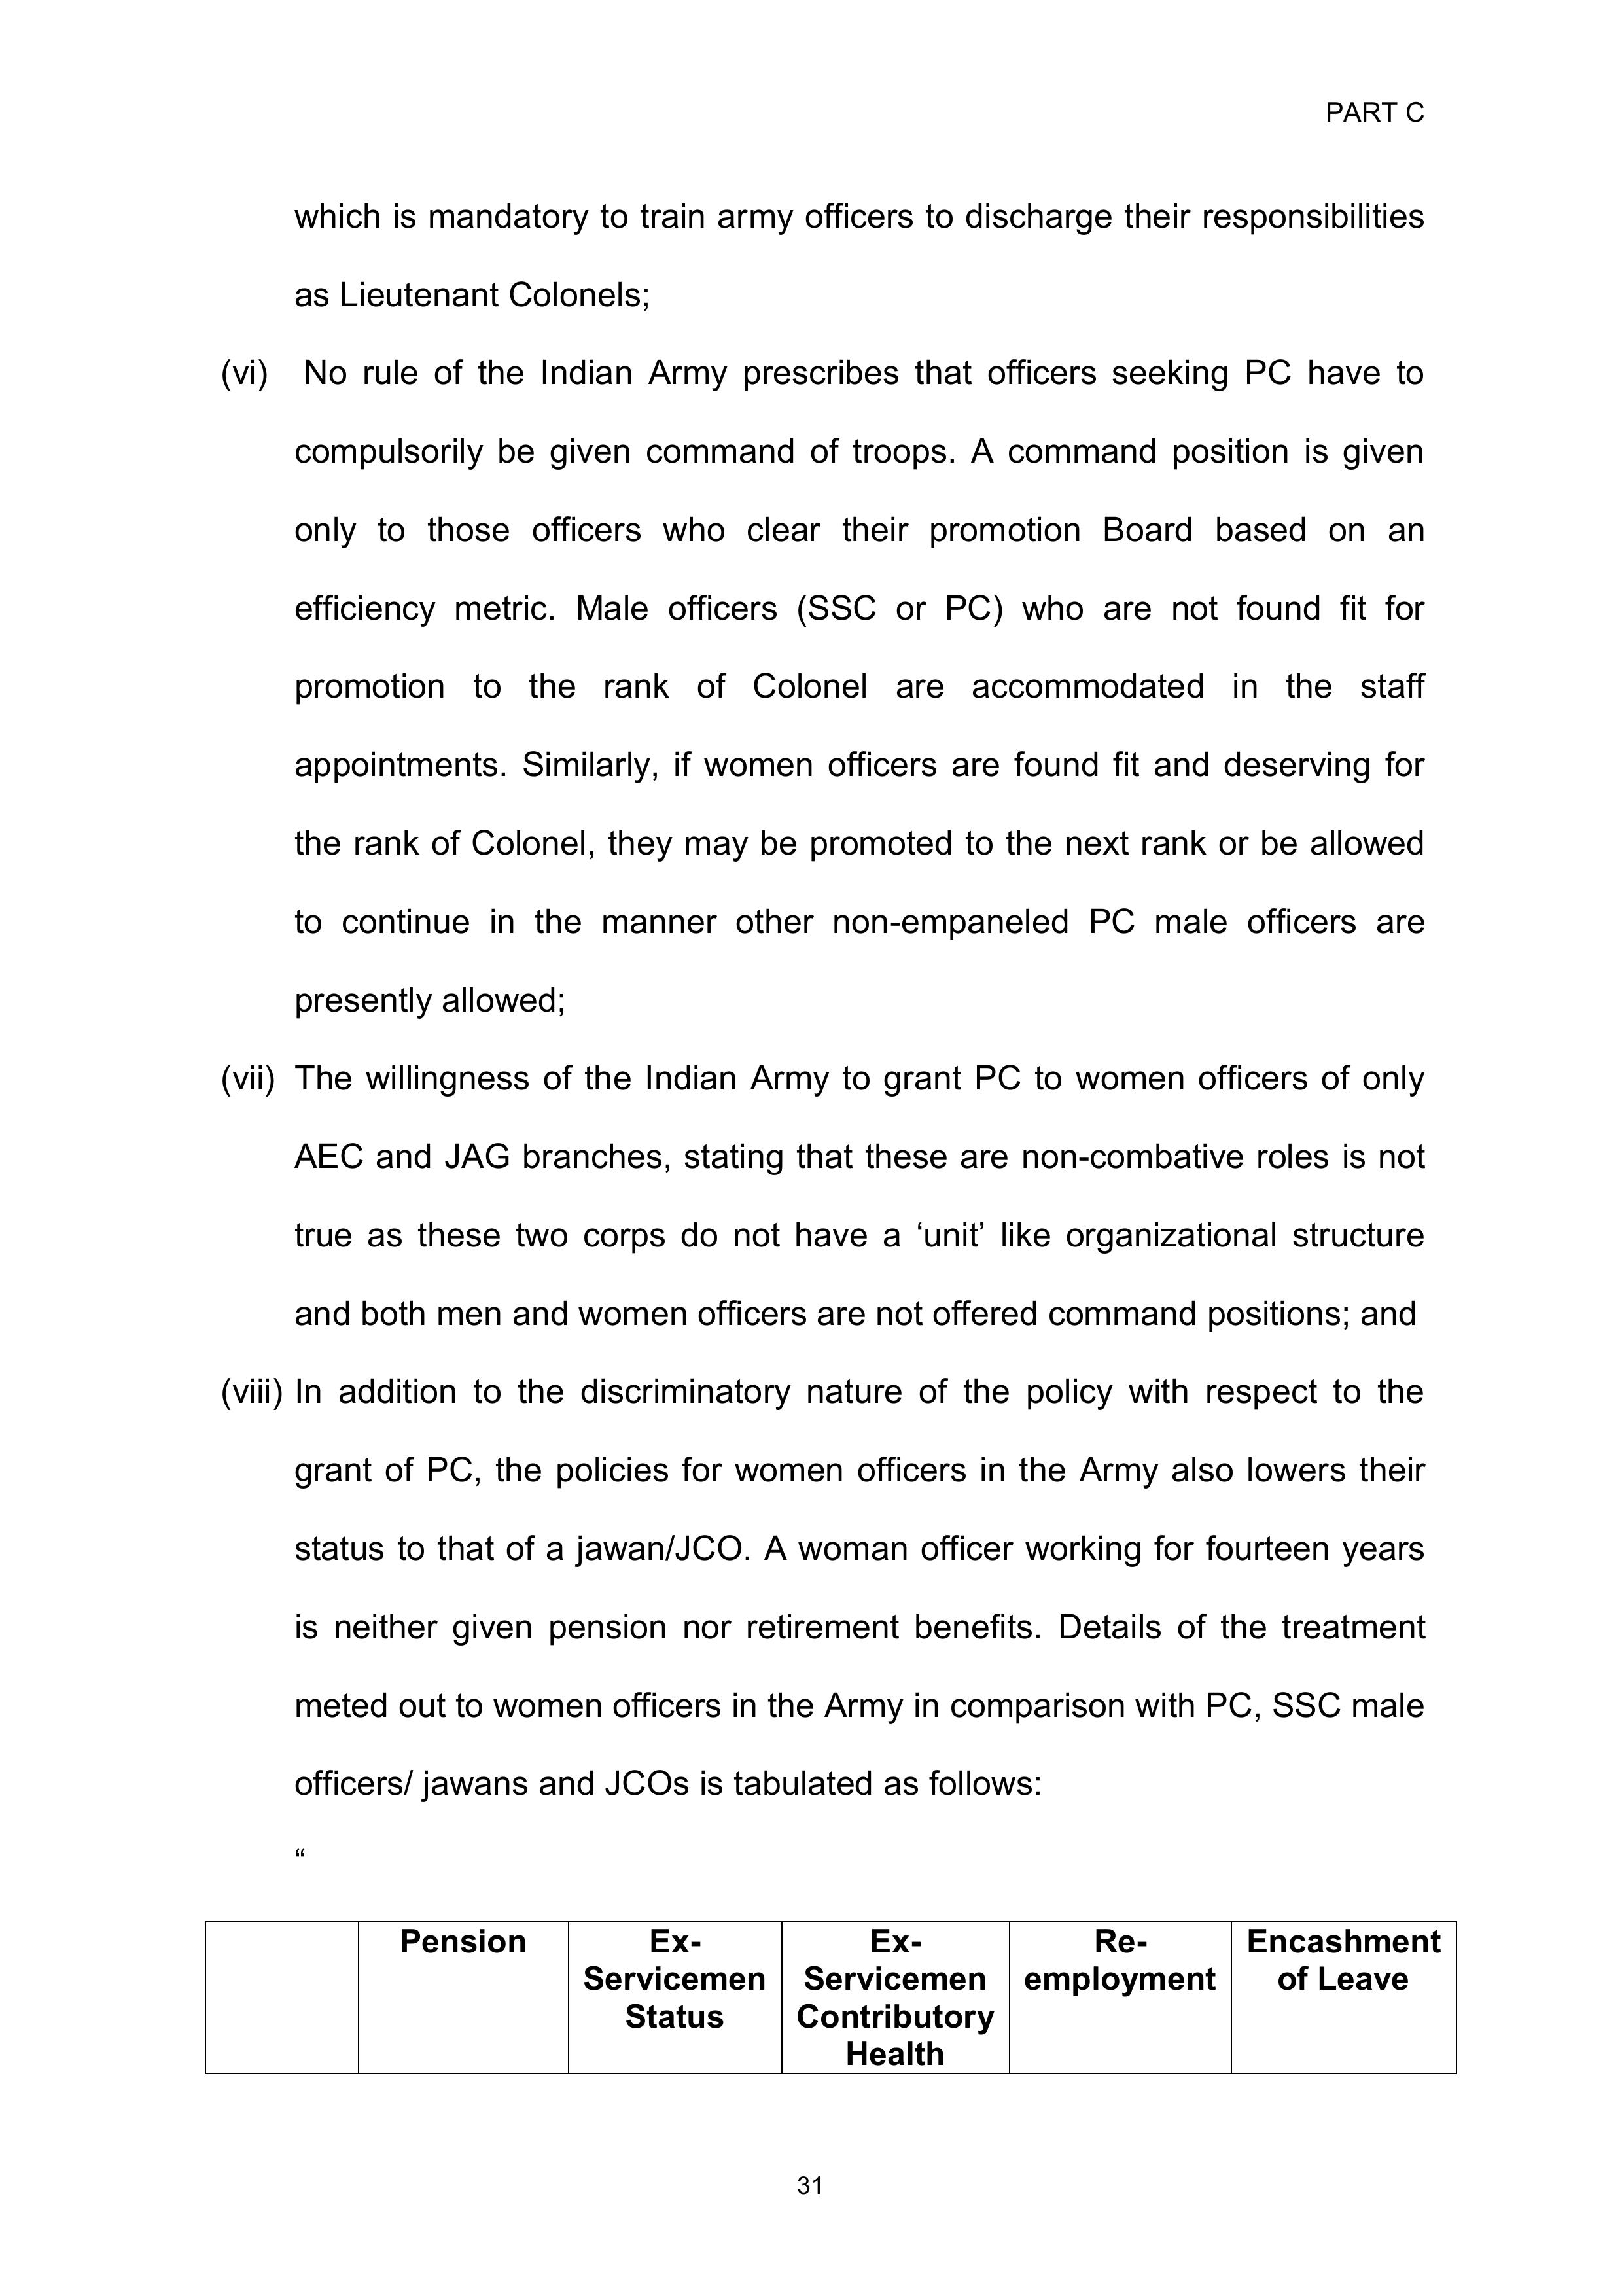 PART C
which is mandatory to train army officers to discharge their responsibilities
as Lieutenant Colonels;
(vi) No rule of the Indian Army prescribes that officers seeking PC have to
compulsorily be given command of troops. A command position is given
only to those officers who clear their promotion Board based on an
efficiency metric. Male officers (SSC or PC) who are not found fit for
promotion to the rank of Colonel are accommodated in the staff
appointments. Similarly, if women officers are found fit and deserving for
the rank of Colonel, they may be promoted to the next rank or be allowed
to continue in the manner other non-empaneled PC male officers are
presently allowed;
(vii) The willingness of the Indian Army to grant PC to women officers of only
AEC and JAG branches, stating that these are non-combative roles is not
true as these two corps do not have a ‘unit’ like organizational structure
and both men and women officers are not offered command positions; and
(viii) In addition to the discriminatory nature of the policy with respect to the
grant of PC, the policies for women officers in the Army also lowers their
status to that of a jawan/JCO. A woman officer working for fourteen years
is neither given pension nor retirement benefits. Details of the treatment
meted out to women officers in the Army in comparison with PC, SSC male
officers/ jawans and JCOs is tabulated as follows:
“
Pension
Ex-
Servicemen
Status
Ex-
Servicemen
Contributory
Health
Re-
employment
Encashment
of Leave
31